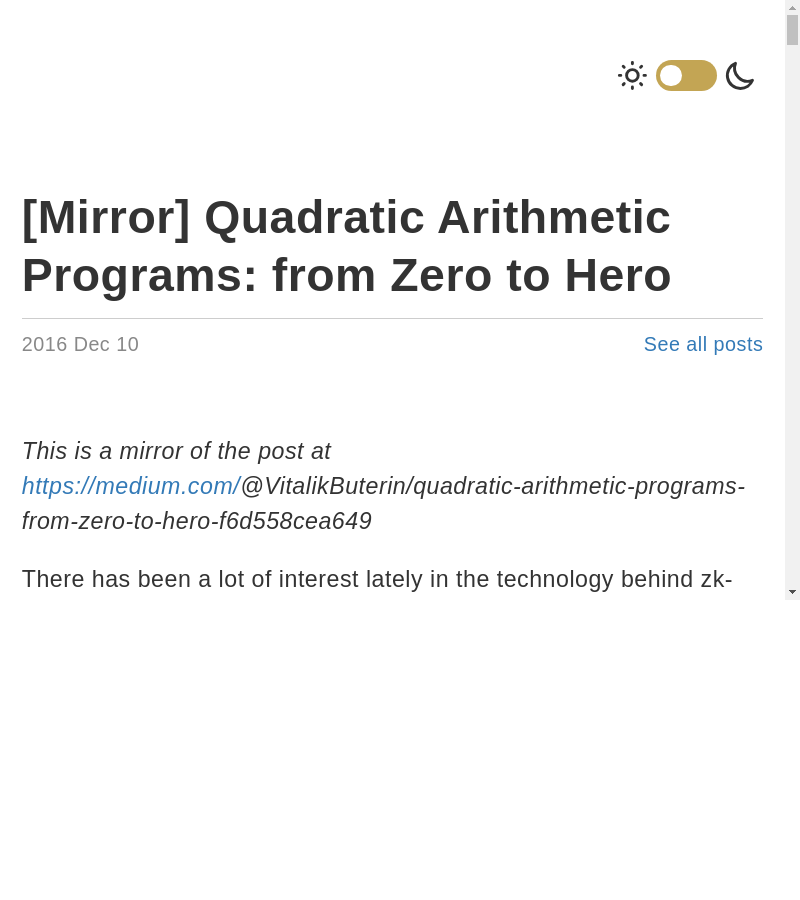 [Mirror] Quadratic Arithmetic
Programs: from Zero to Hero
2016 Dec 10
See all posts
This is a mirror of the post at
https://medium.com/@VitalikButerin/quadratic-arithmetic-programs-
from-zero-to-hero-f6d558cea649
There has been a lot of interest lately in the technology behind zk-